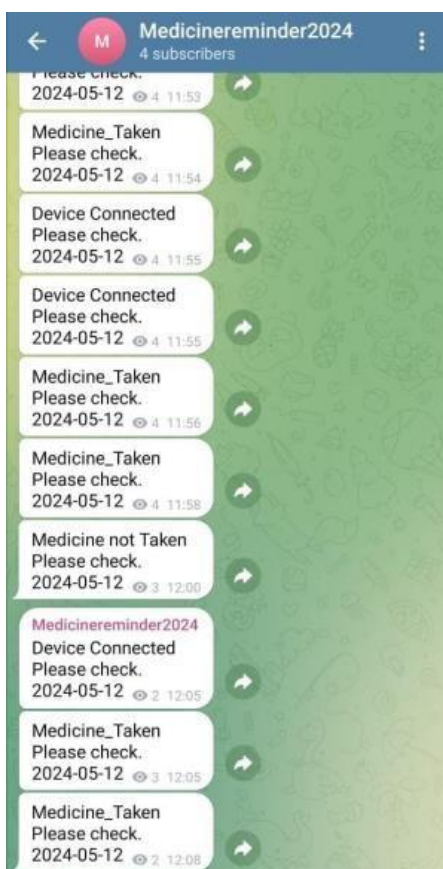 M
Medicinereminder2024
4 subscribers
Please check.
2024-05-12 4 11:53
Medicine_Taken
Please check.
2024-05-12 4 11:54
Device Connected
Please check.
2024-05-12 4 11:55
Device Connected
Please check.
2024-05-12 4 11:55
Medicine_Taken
Please check.
2024-05-12 4 11:56
Medicine_Taken
Please check.
2024-05-12 4 11:58
Medicine not Taken
Please check.
2024-05-12 3 12:00
Medicinereminder2024
Device Connected
Please check.
2024-05-12 2 12:05
Medicine_Taken
Please check.
2024-05-12 3 12:05
Medicine_Taken
Please check.
2024-05-12 2 12:08